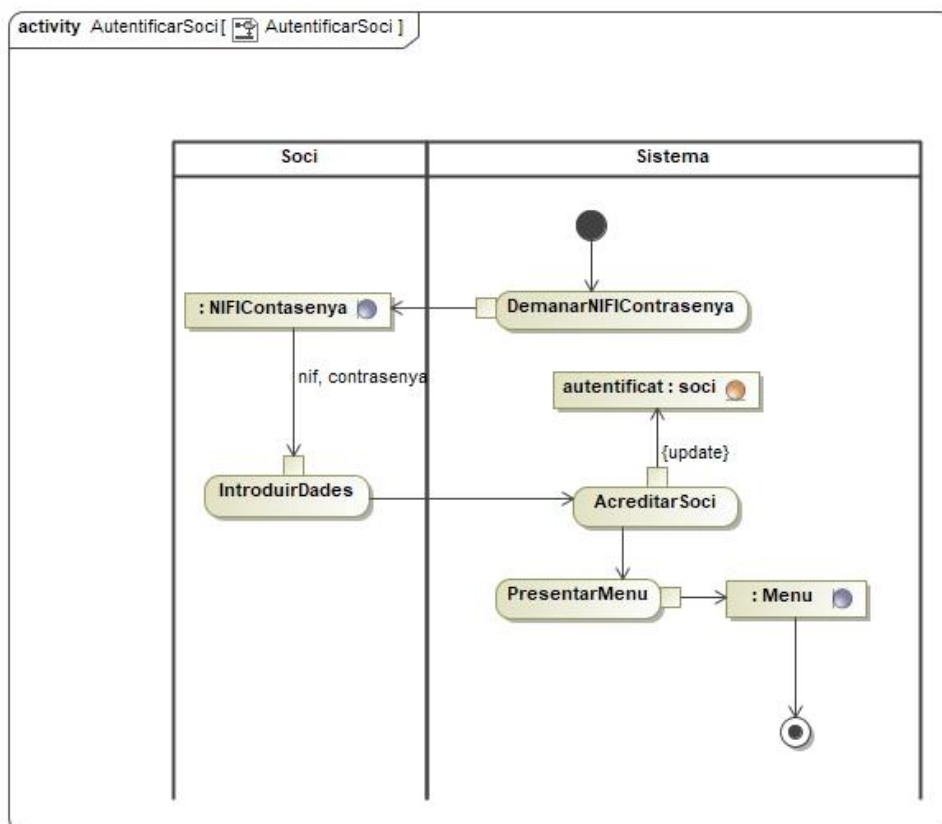 activity AutentificarSoci[ AutentificarSoci ]
Soci
Sistema
: NIFIContasenya
DemanarNIFIContrasenya
nif, contrasenya
autentificat : soci
{update}
IntroduirDades
AcreditarSoci
PresentarMenu
: Menu